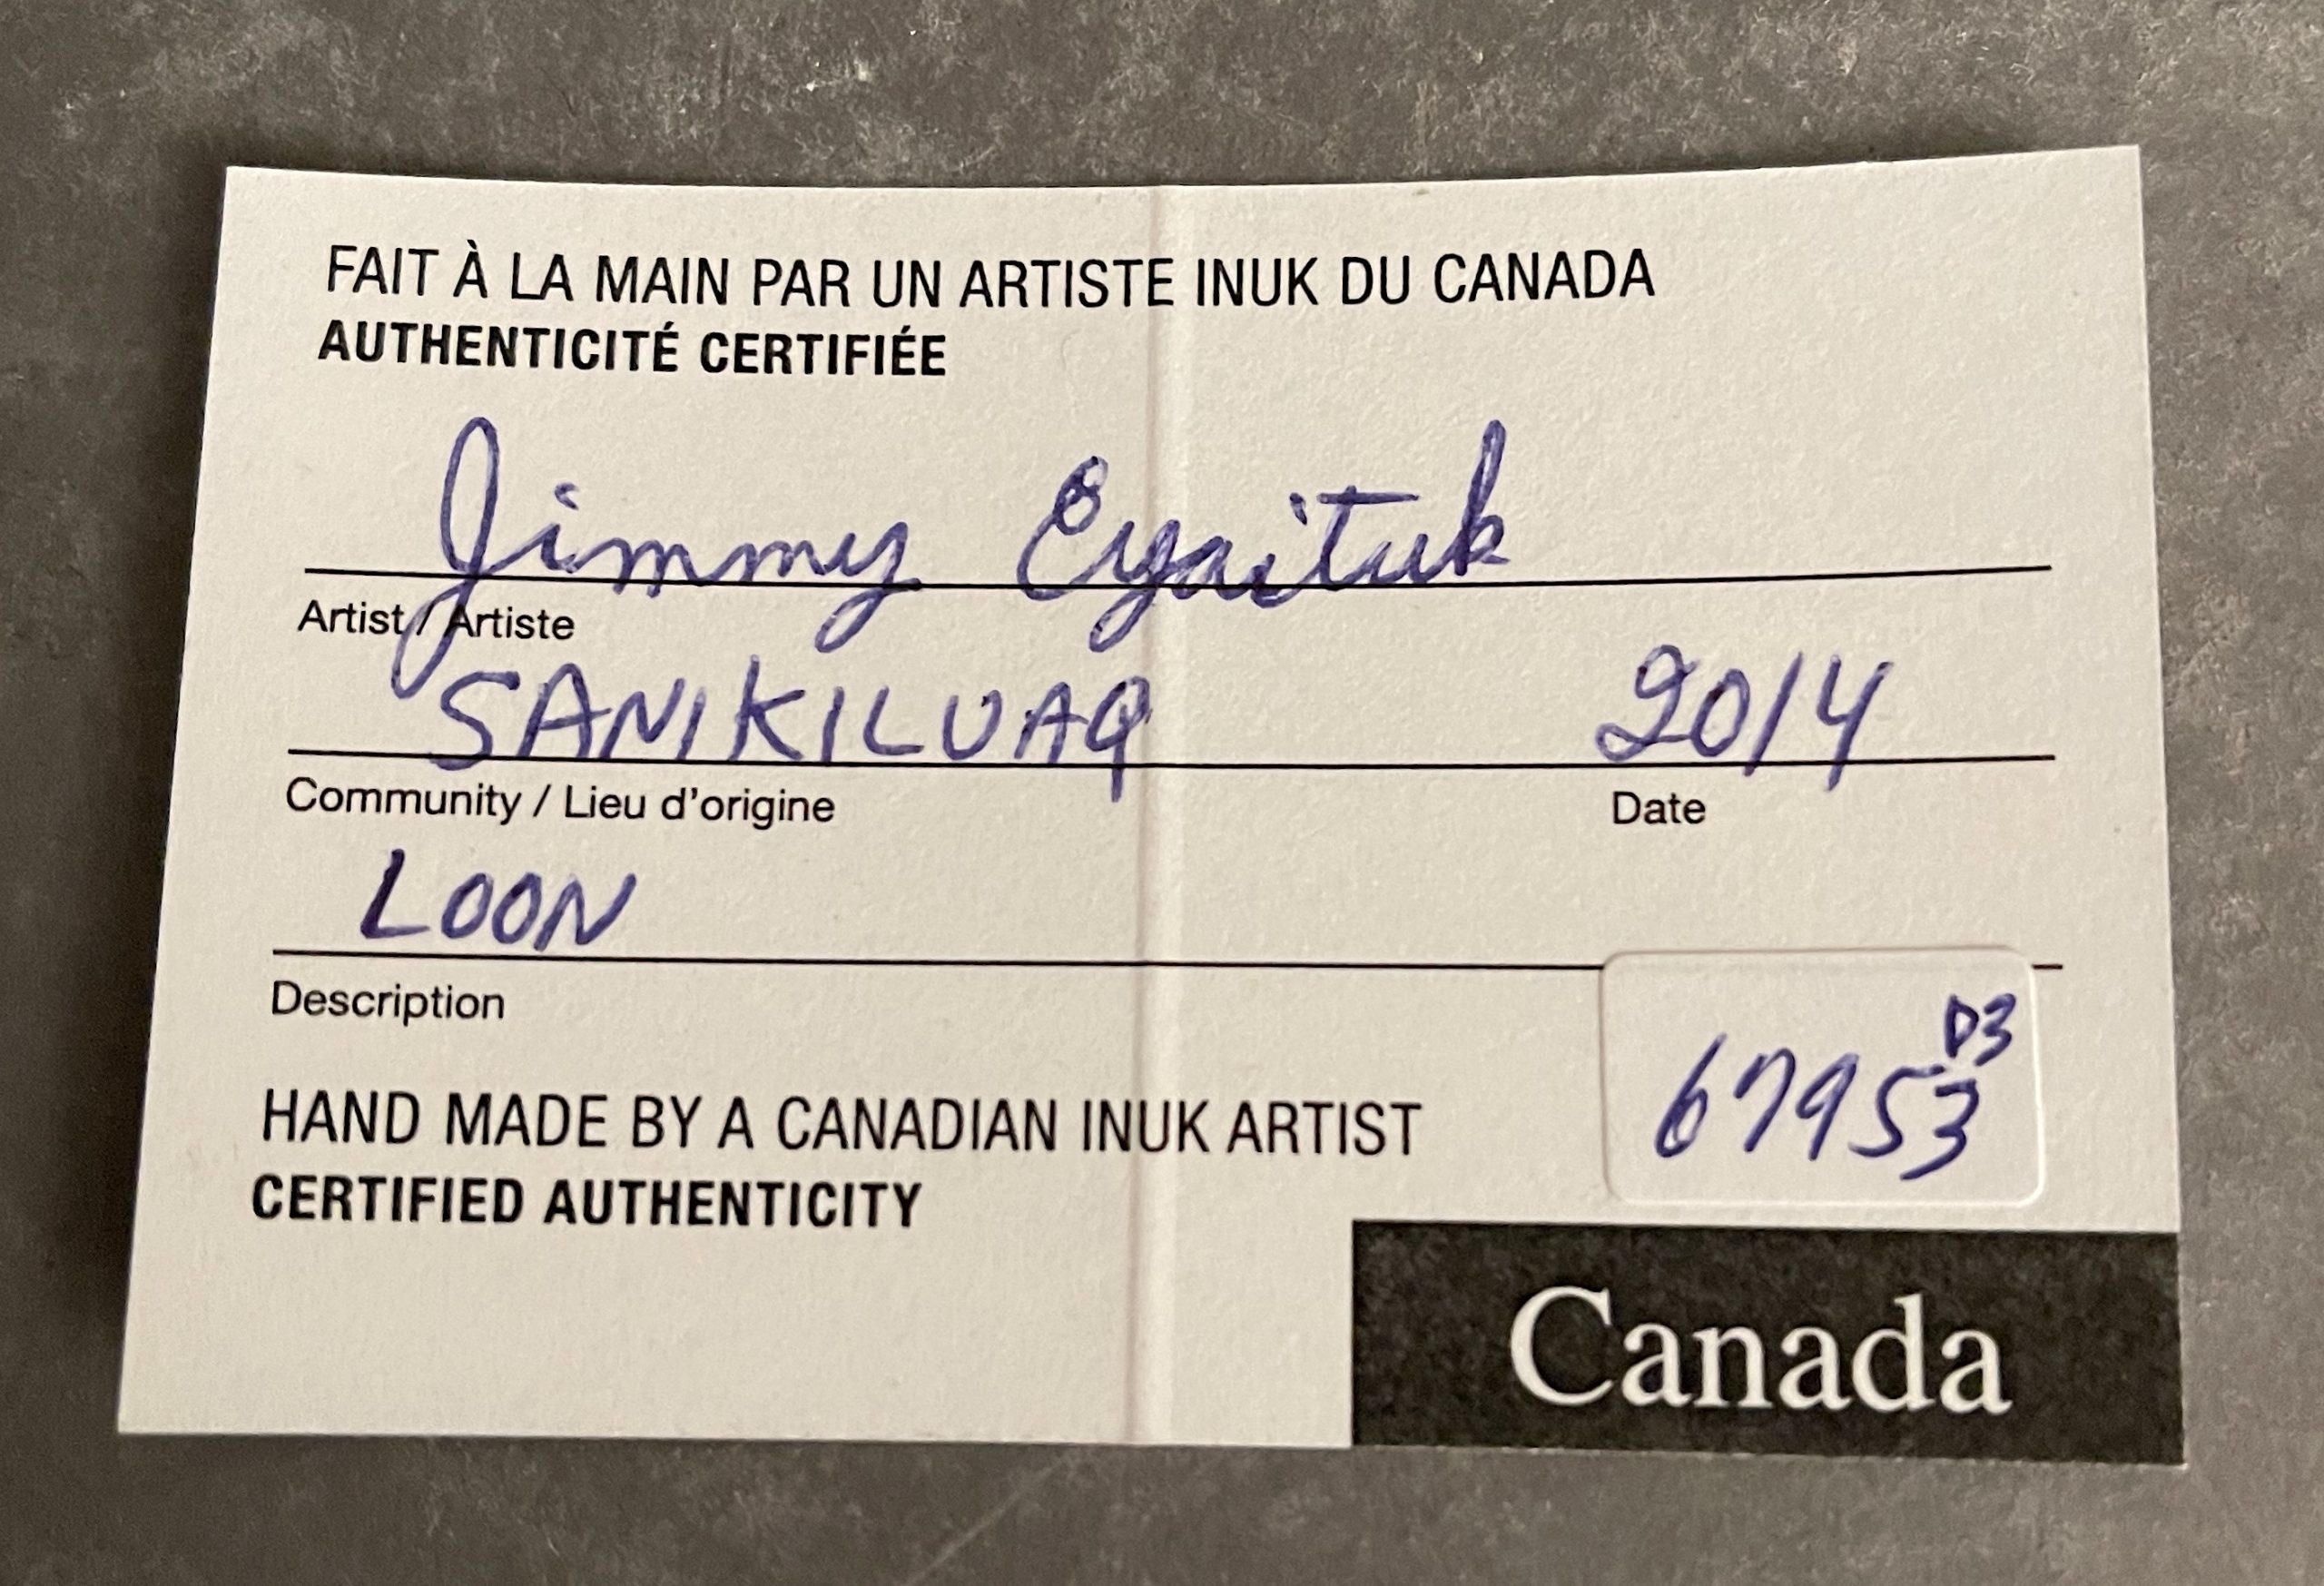 FAIT À LA MAIN PAR UN ARTISTE INUK DU CANADA
AUTHENTICITÉ CERTIFIÉE
Jimmy Eyaituk
Artist / Artiste
SANIKILUAQ 2014
Community / Lieu d'origine Date
LOON
Description
D3
67953
HAND MADE BY A CANADIAN INUK ARTIST
CERTIFIED AUTHENTICITY
Canada